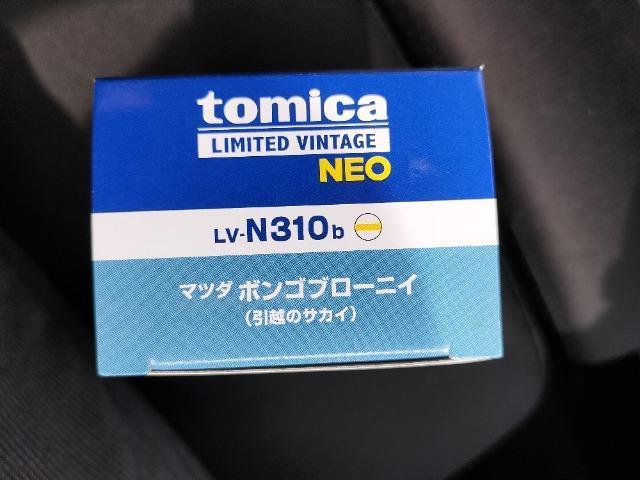 tomica
LIMITED VINTAGE
NEO
LV-N310b
マツダ ボンゴブローニイ
(引越のサカイ)